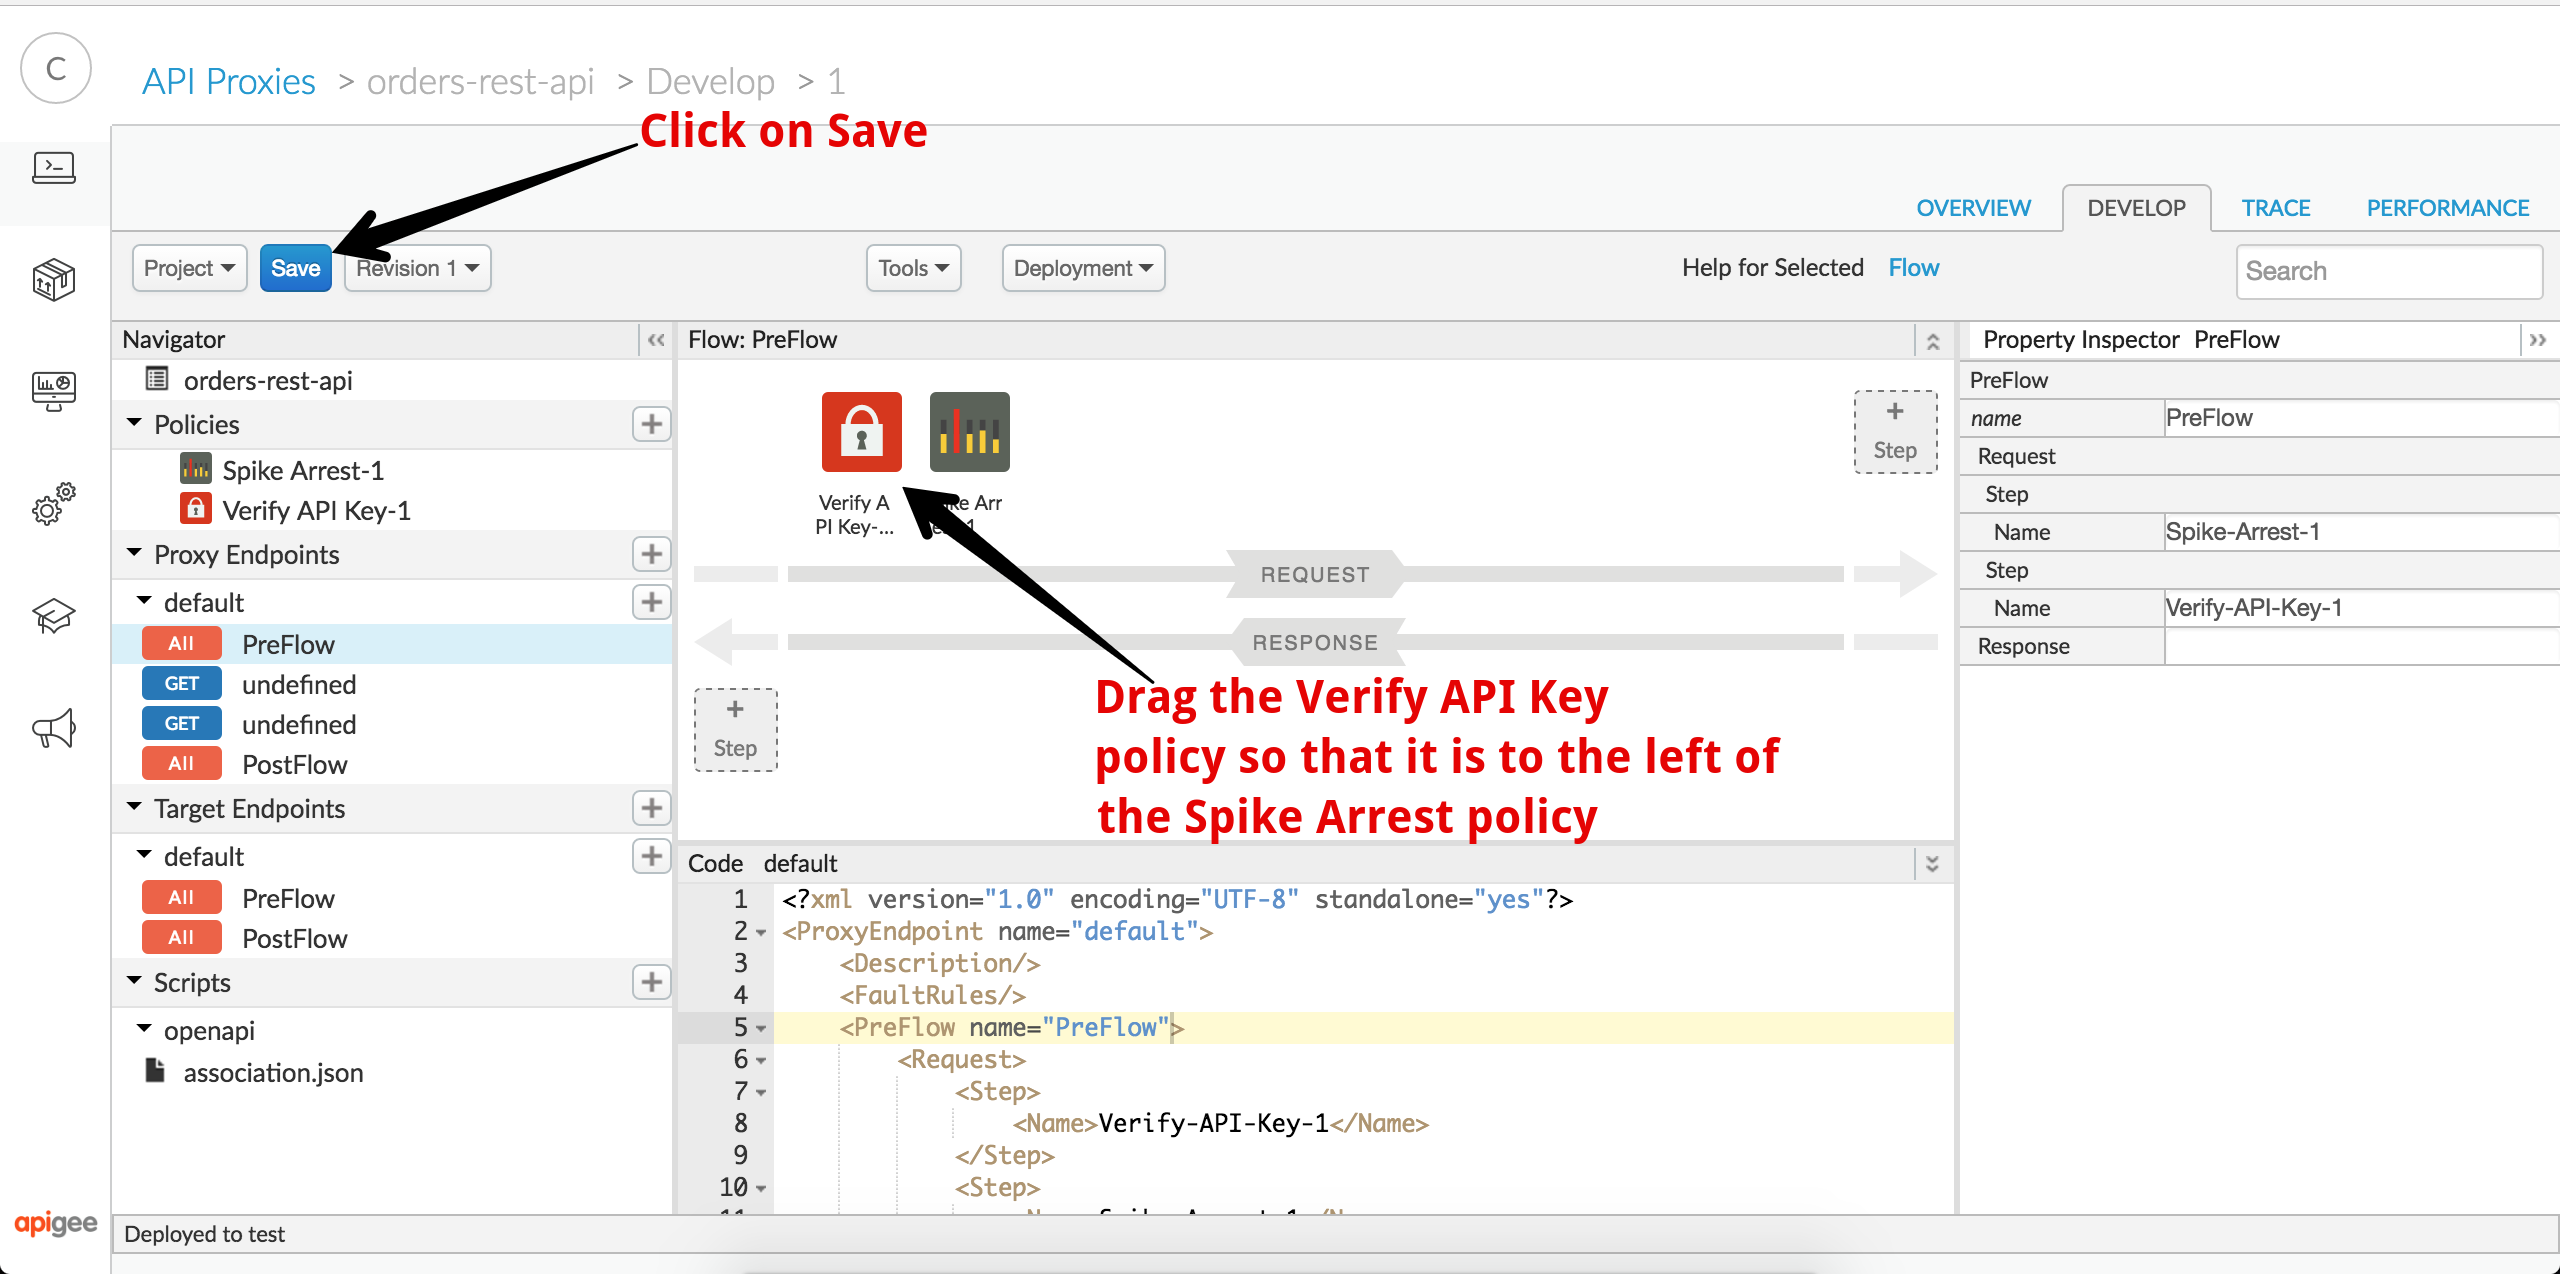 C
API Proxies > orders-rest-api > Develop > 1
Click on Save
OVERVIEW DEVELOP TRACE PERFORMANCE
Project Save Revision 1 Tools Deployment Help for Selected Flow Search
Navigator
orders-rest-api
Policies
Spike Arrest-1
Verify API Key-1
Proxy Endpoints
default
All PreFlow
GET undefined
GET undefined
All PostFlow
Target Endpoints
default
All PreFlow
All PostFlow
Scripts
openapi
association.json
Flow: PreFlow
Verify A
PI Key-...
ke Arr
1
+
Step
REQUEST
RESPONSE
+
Step
Drag the Verify API Key
policy so that it is to the left of
the Spike Arrest policy
Code default
1 <?xml version="1.0" encoding="UTF-8" standalone="yes"?>
2 <ProxyEndpoint name="default">
3 <Description/>
4 <FaultRules/>
5 <PreFlow name="PreFlow">
6 <Request>
7 <Step>
8 <Name>Verify-API-Key-1</Name>
9 </Step>
10 <Step>
Property Inspector PreFlow
PreFlow
name PreFlow
Request
Step
Name Spike-Arrest-1
Step
Name Verify-API-Key-1
Response
apigee
Deployed to test